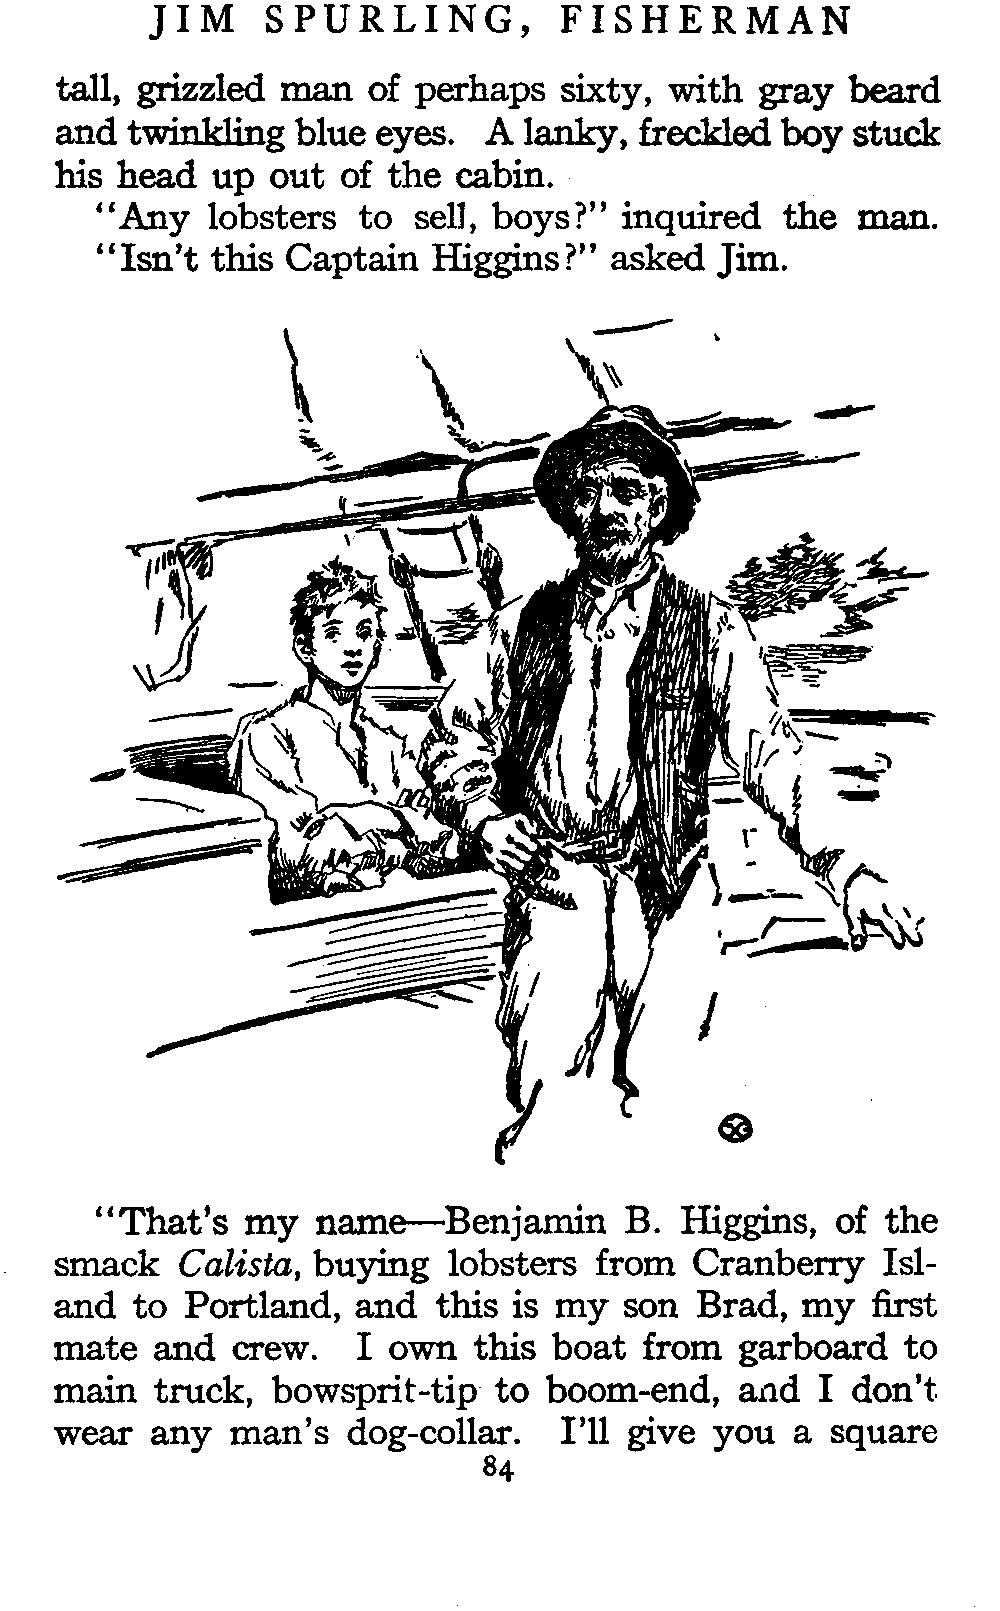 JIM SPURLING, FISHERMAN
tall, grizzled man of perhaps sixty, with gray beard
and twinkling blue eyes. A lanky, freckled boy stuck
his head up out of the cabin.
"Any lobsters to sell, boys?" inquired the man.
"Isn't this Captain Higgins?" asked Jim.
"That's my name—Benjamin B. Higgins, of the
smack Calista, buying lobsters from Cranberry Isl-
and to Portland, and this is my son Brad, my first
mate and crew. I own this boat from garboard to
main truck, bowsprit-tip to boom-end, and I don't
wear any man's dog-collar. I'll give you a square
84